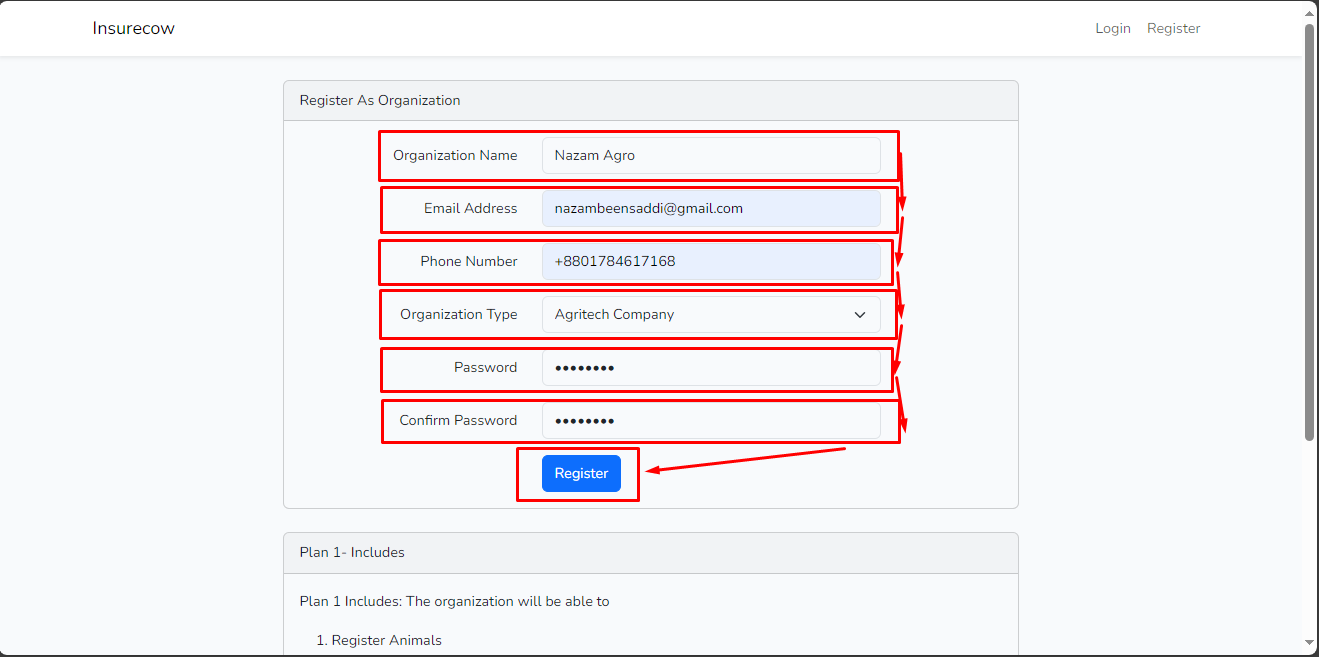 Insurecow
Login Register
Register As Organization
Organization Name Nazam Agro
Email Address nazambeensaddi@gmail.com
Phone Number +8801784617168
Organization Type Agritech Company
Password ••••••••
Confirm Password ••••••••
Register
Plan 1- Includes
Plan 1 Includes: The organization will be able to
1. Register Animals